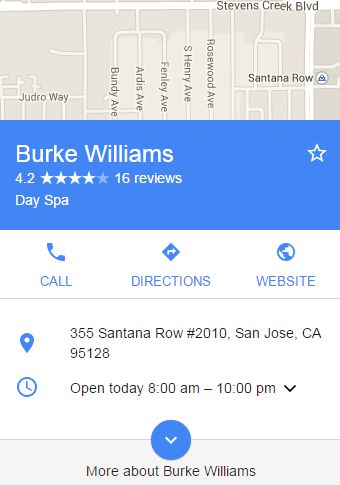 Stevens Creek Blvd
Bundy Ave
Ardis Ave
Fenley Ave
S Henry Ave
Rosewood Ave
Santana Row
Judro Way
Burke Williams
4.2 ★★★★★ 16 reviews
Day Spa
CALL DIRECTIONS WEBSITE
355 Santana Row #2010, San Jose, CA
95128
Open today 8:00 am – 10:00 pm
More about Burke Williams